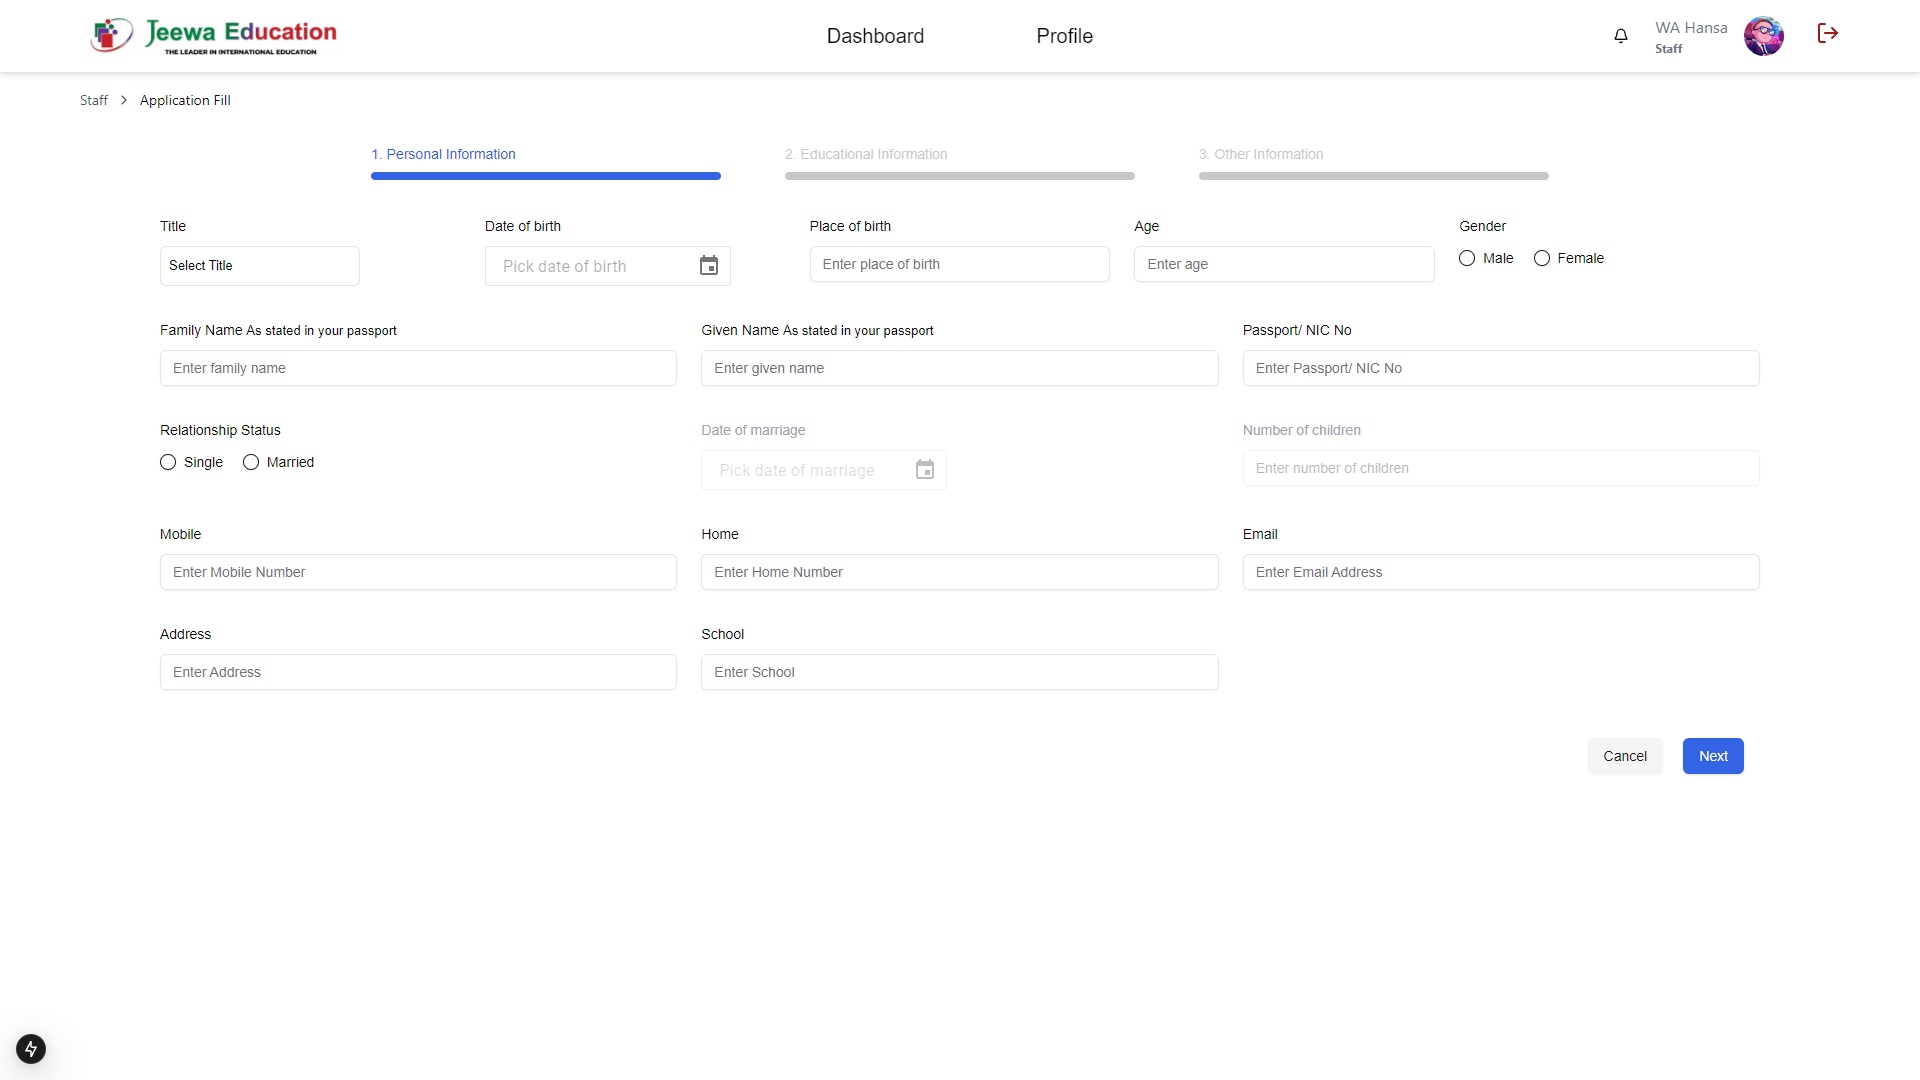 Jeewa Education
THE LEADER IN INTERNATIONAL EDUCATION
Dashboard
Profile
WA Hansa
Staff
Staff
Application Fill
1. Personal Information
2. Educational Information
3. Other Information
Title
Date of birth
Place of birth
Age
Gender
Select Title
Pick date of birth
Enter place of birth
Enter age
Male
Female
Family Name As stated in your passport
Given Name As stated in your passport
Passport/ NIC No
Enter family name
Enter given name
Enter Passport/ NIC No
Relationship Status
Date of marriage
Number of children
Single
Married
Pick date of marriage
Enter number of children
Mobile
Home
Email
Enter Mobile Number
Enter Home Number
Enter Email Address
Address
School
Enter Address
Enter School
Cancel
Next